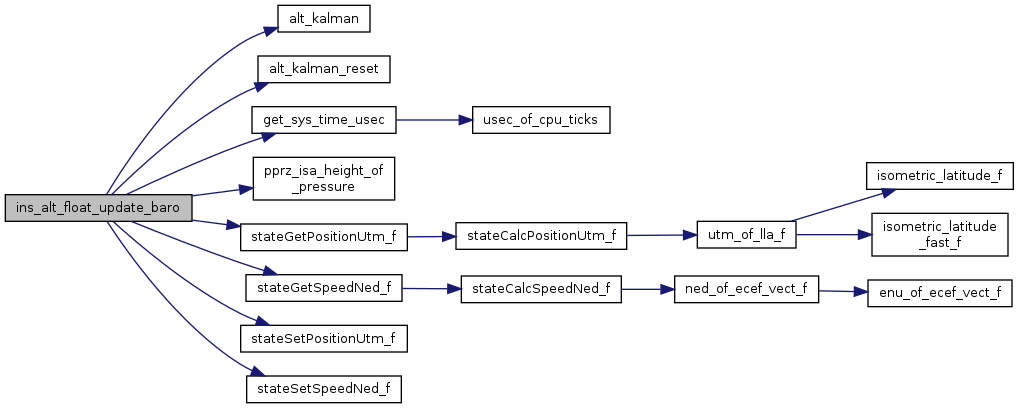 ins_alt_float_update_baro
alt_kalman
alt_kalman_reset
get_sys_time_usec
usec_of_cpu_ticks
pprz_isa_height_of
_pressure
stateGetPositionUtm_f
stateCalcPositionUtm_f
utm_of_lla_f
isometric_latitude_f
isometric_latitude
_fast_f
stateGetSpeedNed_f
stateCalcSpeedNed_f
ned_of_ecef_vect_f
enu_of_ecef_vect_f
stateSetPositionUtm_f
stateSetSpeedNed_f